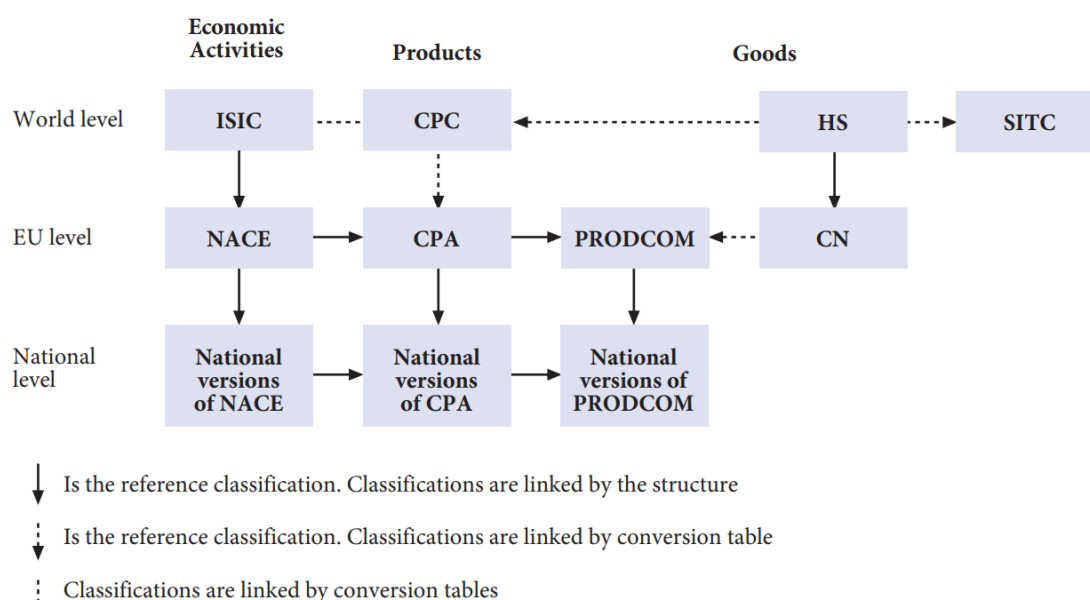 Economic
Activities
Products
Goods
World level
ISIC
CPC
HS
SITC
EU level
NACE
CPA
PRODCOM
CN
National
level
National
versions
of NACE
National
versions
of CPA
National
versions of
PRODCOM
Is the reference classification. Classifications are linked by the structure
Is the reference classification. Classifications are linked by conversion table
Classifications are linked by conversion tables